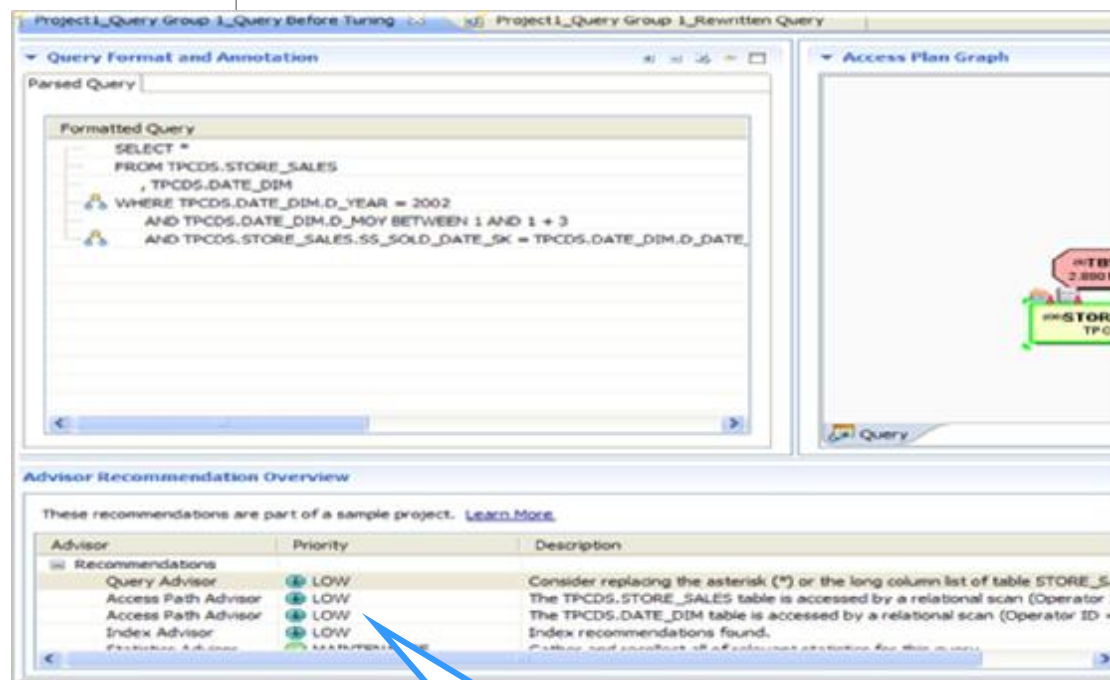 Project1_Query Group 1_Query Before Tuning
Project1_Query Group 1_Rewritten Query
Query Format and Annotation
Access Plan Graph
Parsed Query
Formatted Query
SELECT *
FROM TPCDS.STORE_SALES
, TPCDS.DATE_DIM
WHERE TPCDS.DATE_DIM.D_YEAR = 2002
AND TPCDS.DATE_DIM.D_MOY BETWEEN 1 AND 1 + 3
AND TPCDS.STORE_SALES.SS_SOLD_DATE_SK = TPCDS.DATE_DIM.D_DATE_
STOR
Query
Advisor Recommendation Overview
These recommendations are part of a sample project. Learn More.
Advisor Priority Description
Recommendations
Query Advisor LOW Consider replacing the asterisk (*) or the long column list of table STORE_S
Access Path Advisor LOW The TPCDS.STORE_SALES table is accessed by a relational scan (Operator
Access Path Advisor LOW The TPCDS.DATE_DIM table is accessed by a relational scan (Operator ID
Index Advisor LOW Index recommendations found.